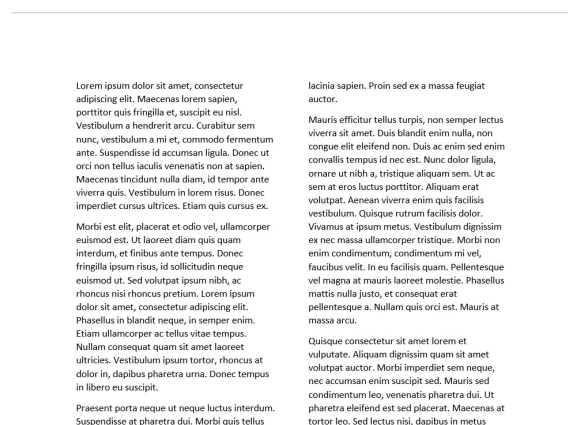 Lorem ipsum dolor sit amet, consectetur
adipiscing elit. Maecenas lorem sapien,
porttitor quis fringilla et, suscipit eu nisl.
Vestibulum a hendrerit arcu. Curabitur sem
nunc, vestibulum a mi et, commodo fermentum
ante. Suspendisse id accumsan ligula. Donec ut
orci non tellus iaculis venenatis non at sapien.
Maecenas tincidunt nulla diam, id tempor ante
viverra quis. Vestibulum in lorem risus. Donec
imperdiet cursus ultrices. Etiam quis cursus ex.
Morbi est elit, placerat et odio vel, ullamcorper
euismod est. Ut laoreet diam quis quam
interdum, et finibus ante tempus. Donec
fringilla ipsum risus, id sollicitudin neque
euismod ut. Sed volutpat ipsum nibh, ac
rhoncus nisi rhoncus pretium. Lorem ipsum
dolor sit amet, consectetur adipiscing elit.
Phasellus in blandit neque, in semper enim.
Etiam ullamcorper ac tellus vitae tempus.
Nullam consequat quam sit amet laoreet
ultricies. Vestibulum ipsum tortor, rhoncus at
dolor in, dapibus pharetra urna. Donec tempus
in libero eu suscipit.
Praesent porta neque ut neque luctus interdum.
Suspendisse at pharetra dui. Morbi quis tellus
lacinia sapien. Proin sed ex a massa feugiat
auctor.
Mauris efficitur tellus turpis, non semper lectus
viverra sit amet. Duis blandit enim nulla, non
congue elit eleifend non. Duis ac enim sed enim
convallis tempus id nec est. Nunc dolor ligula,
ornare ut nibh a, tristique aliquam sem. Ut ac
sem at eros luctus porttitor. Aliquam erat
volutpat. Aenean viverra enim quis facilisis
vestibulum. Quisque rutrum facilisis dolor.
Vivamus at ipsum metus. Vestibulum dignissim
ex nec massa ullamcorper tristique. Morbi non
enim condimentum, condimentum mi vel,
faucibus velit. In eu facilisis quam. Pellentesque
vel magna at mauris laoreet molestie. Phasellus
mattis nulla justo, et consequat erat
pellentesque a. Nullam quis orci est. Mauris at
massa arcu.
Quisque consectetur sit amet lorem et
vulputate. Aliquam dignissim quam sit amet
volutpat auctor. Morbi imperdiet sem neque,
nec accumsan enim suscipit sed. Mauris sed
condimentum leo, venenatis pharetra dui. Ut
pharetra eleifend est sed placerat. Maecenas at
tortor leo. Sed lectus nisi, dapibus in metus